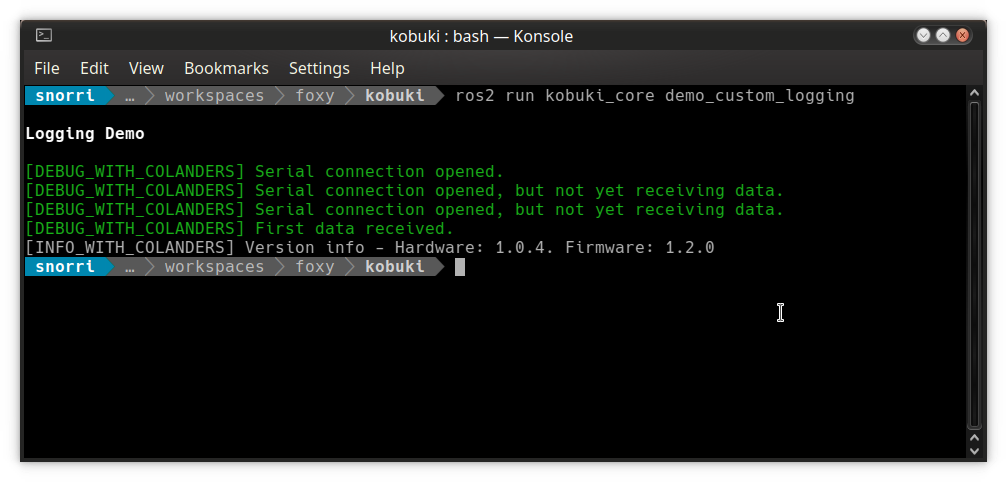 kobuki : bash — Konsole
File Edit View Bookmarks Settings Help
snorri … workspaces foxy kobuki ros2 run kobuki_core demo_custom_logging
Logging Demo
[DEBUG_WITH_COLANDERS] Serial connection opened.
[DEBUG_WITH_COLANDERS] Serial connection opened, but not yet receiving data.
[DEBUG_WITH_COLANDERS] Serial connection opened, but not yet receiving data.
[DEBUG_WITH_COLANDERS] First data received.
[INFO_WITH_COLANDERS] Version info - Hardware: 1.0.4. Firmware: 1.2.0
snorri … workspaces foxy kobuki